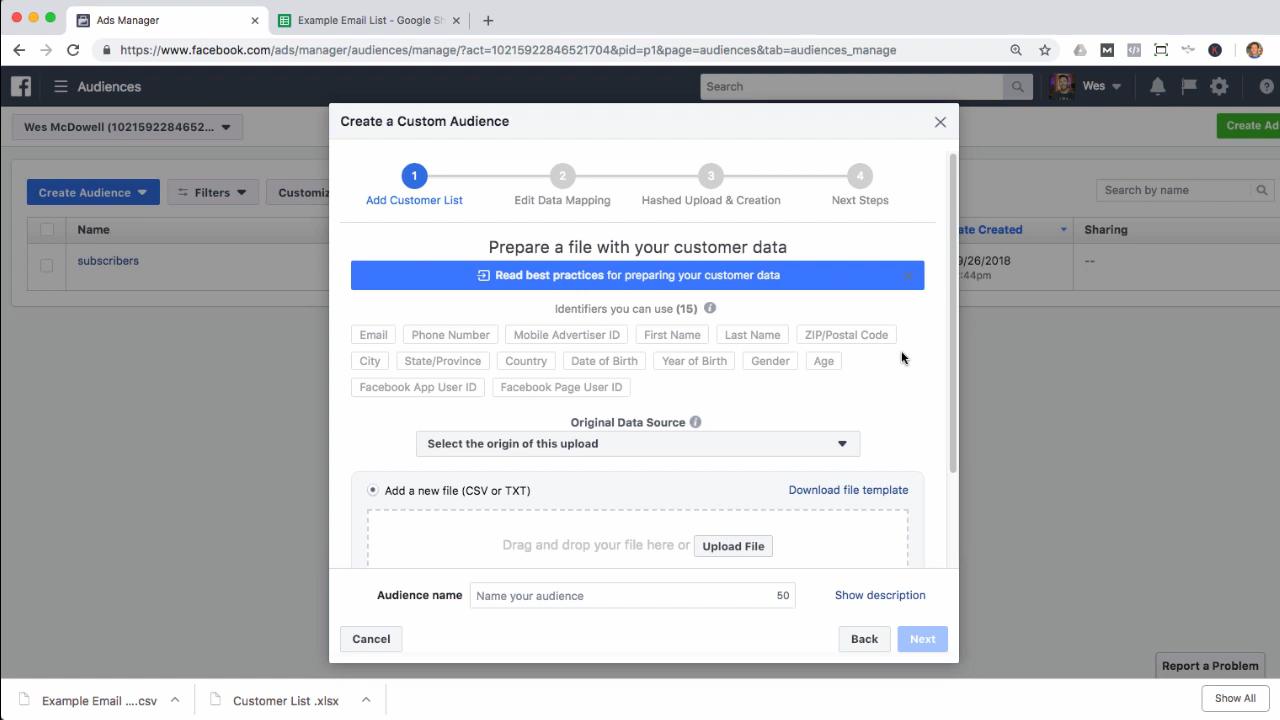 Ads Manager
Example Email List - Google Sh
https://www.facebook.com/ads/manager/audiences/manage/?act=10215922846521704&pid=p1&page=audiences&tab=audiences_manage
Audiences
Search
Wes
Wes McDowell (1021592284652...
Create Ad
Create Audience
Filters
Customiz
Search by name
Name
ate Created
Sharing
subscribers
9/26/2018
:44pm
--
Create a Custom Audience
1
2
3
4
Add Customer List
Edit Data Mapping
Hashed Upload & Creation
Next Steps
Prepare a file with your customer data
Read best practices for preparing your customer data
Identifiers you can use (15)
Email
Phone Number
Mobile Advertiser ID
First Name
Last Name
ZIP/Postal Code
City
State/Province
Country
Date of Birth
Year of Birth
Gender
Age
Facebook App User ID
Facebook Page User ID
Original Data Source
Select the origin of this upload
Add a new file (CSV or TXT)
Download file template
Drag and drop your file here or
Upload File
Audience name
Name your audience
50
Show description
Cancel
Back
Next
Report a Problem
Example Email ....csv
Customer List .xlsx
Show All